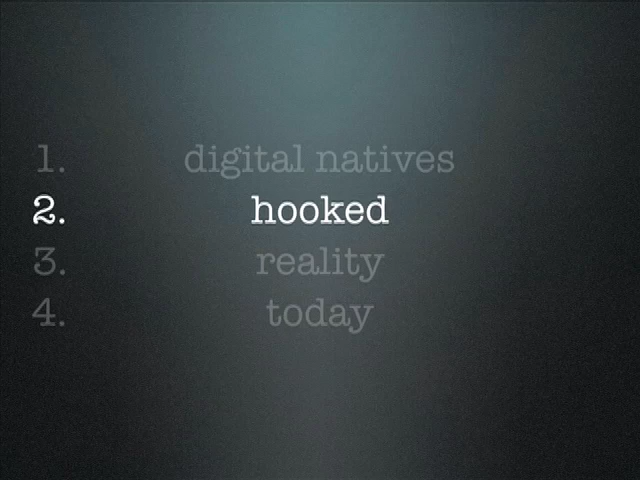 1. digital natives
2. hooked
3. reality
4. today